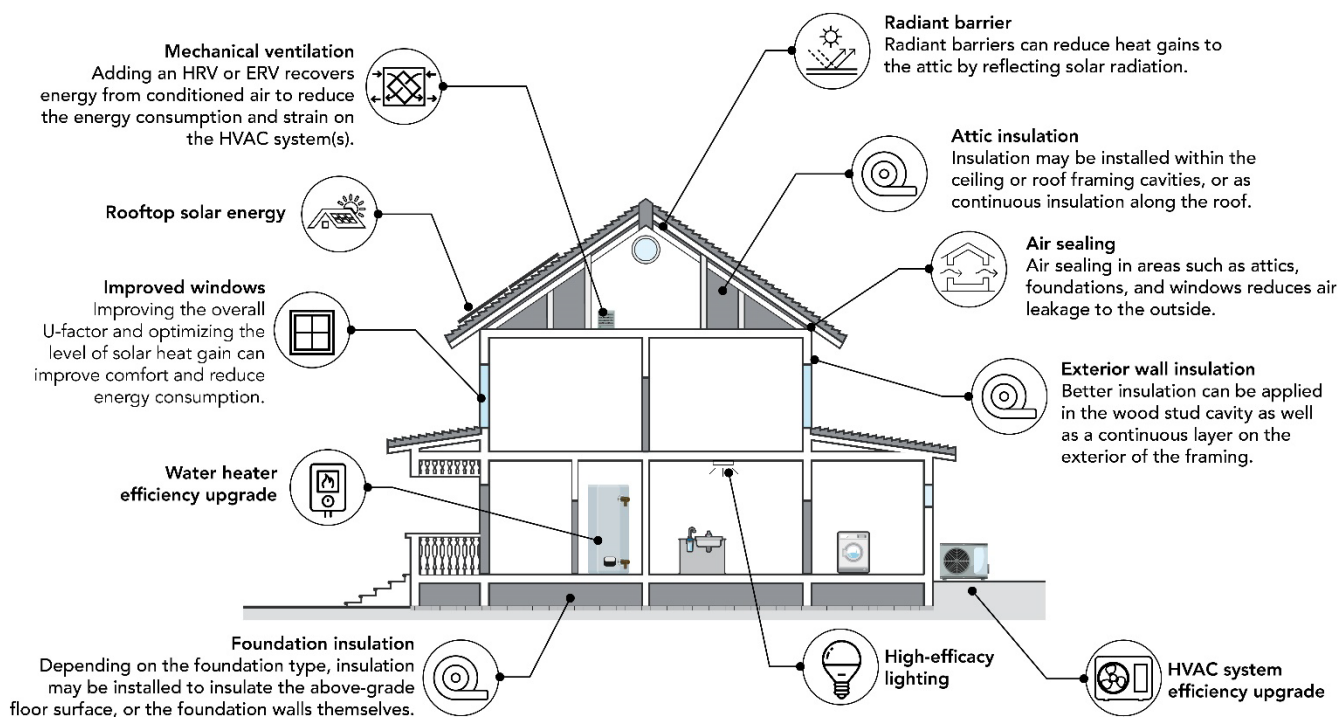 Mechanical ventilation
Adding an HRV or ERV recovers
energy from conditioned air to reduce
the energy consumption and strain on
the HVAC system(s).
Radiant barrier
Radiant barriers can reduce heat gains to
the attic by reflecting solar radiation.
Attic insulation
Insulation may be installed within the
ceiling or roof framing cavities, or as
continuous insulation along the roof.
Rooftop solar energy
Air sealing
Air sealing in areas such as attics,
foundations, and windows reduces air
leakage to the outside.
Improved windows
Improving the overall
U-factor and optimizing the
level of solar heat gain can
improve comfort and reduce
energy consumption.
Exterior wall insulation
Better insulation can be applied
in the wood stud cavity as well
as a continuous layer on the
exterior of the framing.
Water heater
efficiency upgrade
Foundation insulation
Depending on the foundation type, insulation
may be installed to insulate the above-grade
floor surface, or the foundation walls themselves.
High-efficacy
lighting
HVAC system
efficiency upgrade